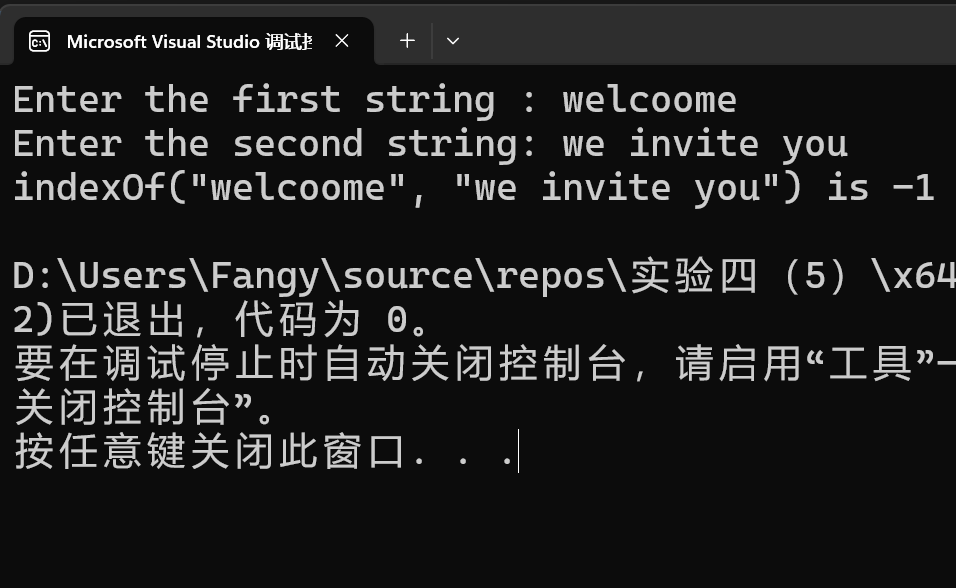 Microsoft Visual Studio 调试
Enter the first string : welcoome
Enter the second string: we invite you
indexOf("welcoome", "we invite you") is -1
D:\Users\Fangy\source\repos\实验四（5）\x64
2)已退出，代码为 0。
要在调试停止时自动关闭控制台，请启用“工具”-
关闭控制台”。
按任意键关闭此窗口. . .